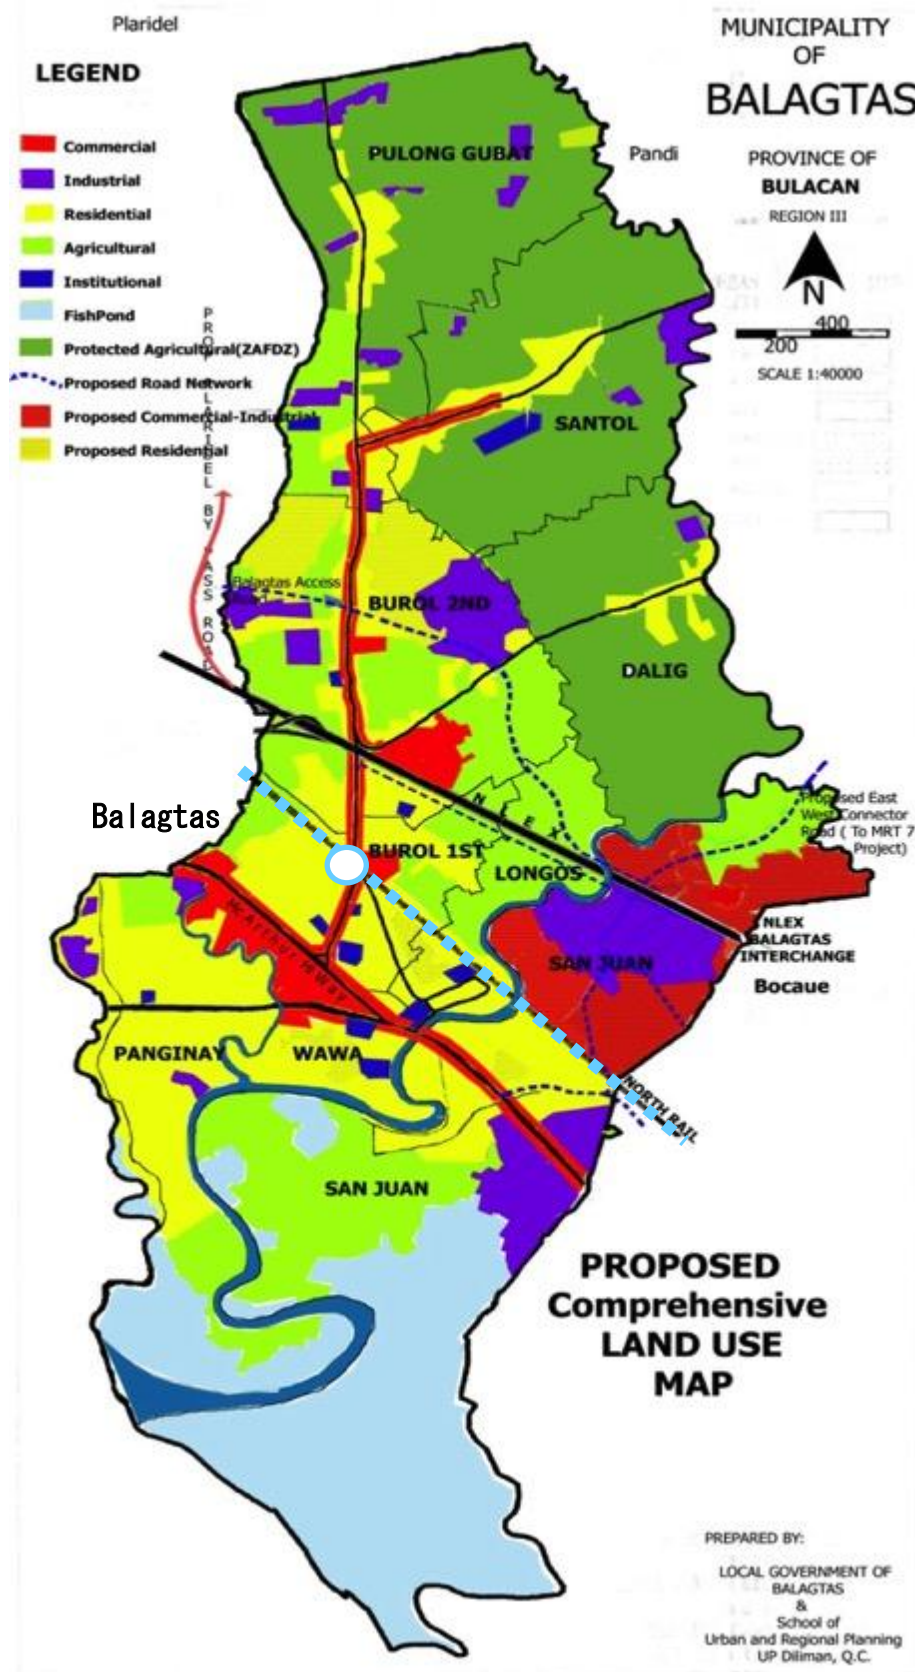 Plaridel
LEGEND
Commercial
Industrial
Residential
Agricultural
Institutional
FishPond
Protected Agricultural(ZAFDZ)
Proposed Road Network
Proposed Commercial-Industrial
Proposed Residential
MUNICIPALITY
OF
BALAGTAS
PROVINCE OF
BULACAN
REGION III
N
400
200
SCALE 1:40000
Pandi
PULONG GUBAT
SANTOL
BUROL 2ND
Balagtas Access
DALIG
NLEX
Balagtas
BUROL 1ST
LONGOS
Proposed East
West Connector
Road ( To MRT 7
Project)
McArthur HWay
SAN JUAN
NLEX
BALAGTAS
INTERCHANGE
Bocaue
PANGINAY
WAWA
NORTH RAIL
SAN JUAN
PROPOSED
Comprehensive
LAND USE
MAP
PREPARED BY:
LOCAL GOVERNMENT OF
BALAGTAS
&
School of
Urban and Regional Planning
UP Diliman, Q.C.